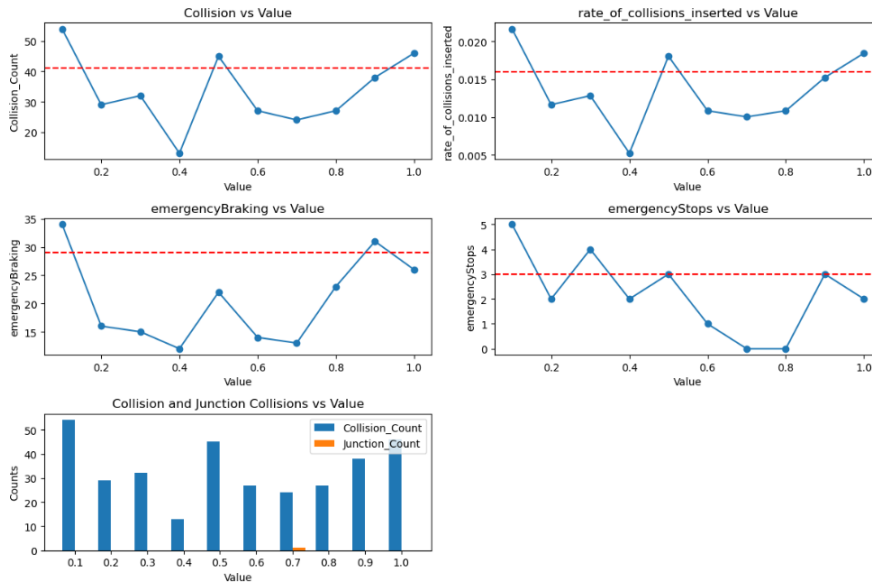 Collision vs Value
Collision_Count
50
40
30
20
0.2 0.4 0.6 0.8 1.0
Value
rate_of_collisions_inserted vs Value
rate_of_collisions_inserted
0.020
0.015
0.010
0.005
0.2 0.4 0.6 0.8 1.0
Value
emergencyBraking vs Value
emergencyBraking
35
30
25
20
15
0.2 0.4 0.6 0.8 1.0
Value
emergencyStops vs Value
emergencyStops
5
4
3
2
1
0
0.2 0.4 0.6 0.8 1.0
Value
Collision and Junction Collisions vs Value
Counts
50
40
30
20
10
0
Collision_Count
Junction_Count
0.1 0.2 0.3 0.4 0.5 0.6 0.7 0.8 0.9 1.0
Value